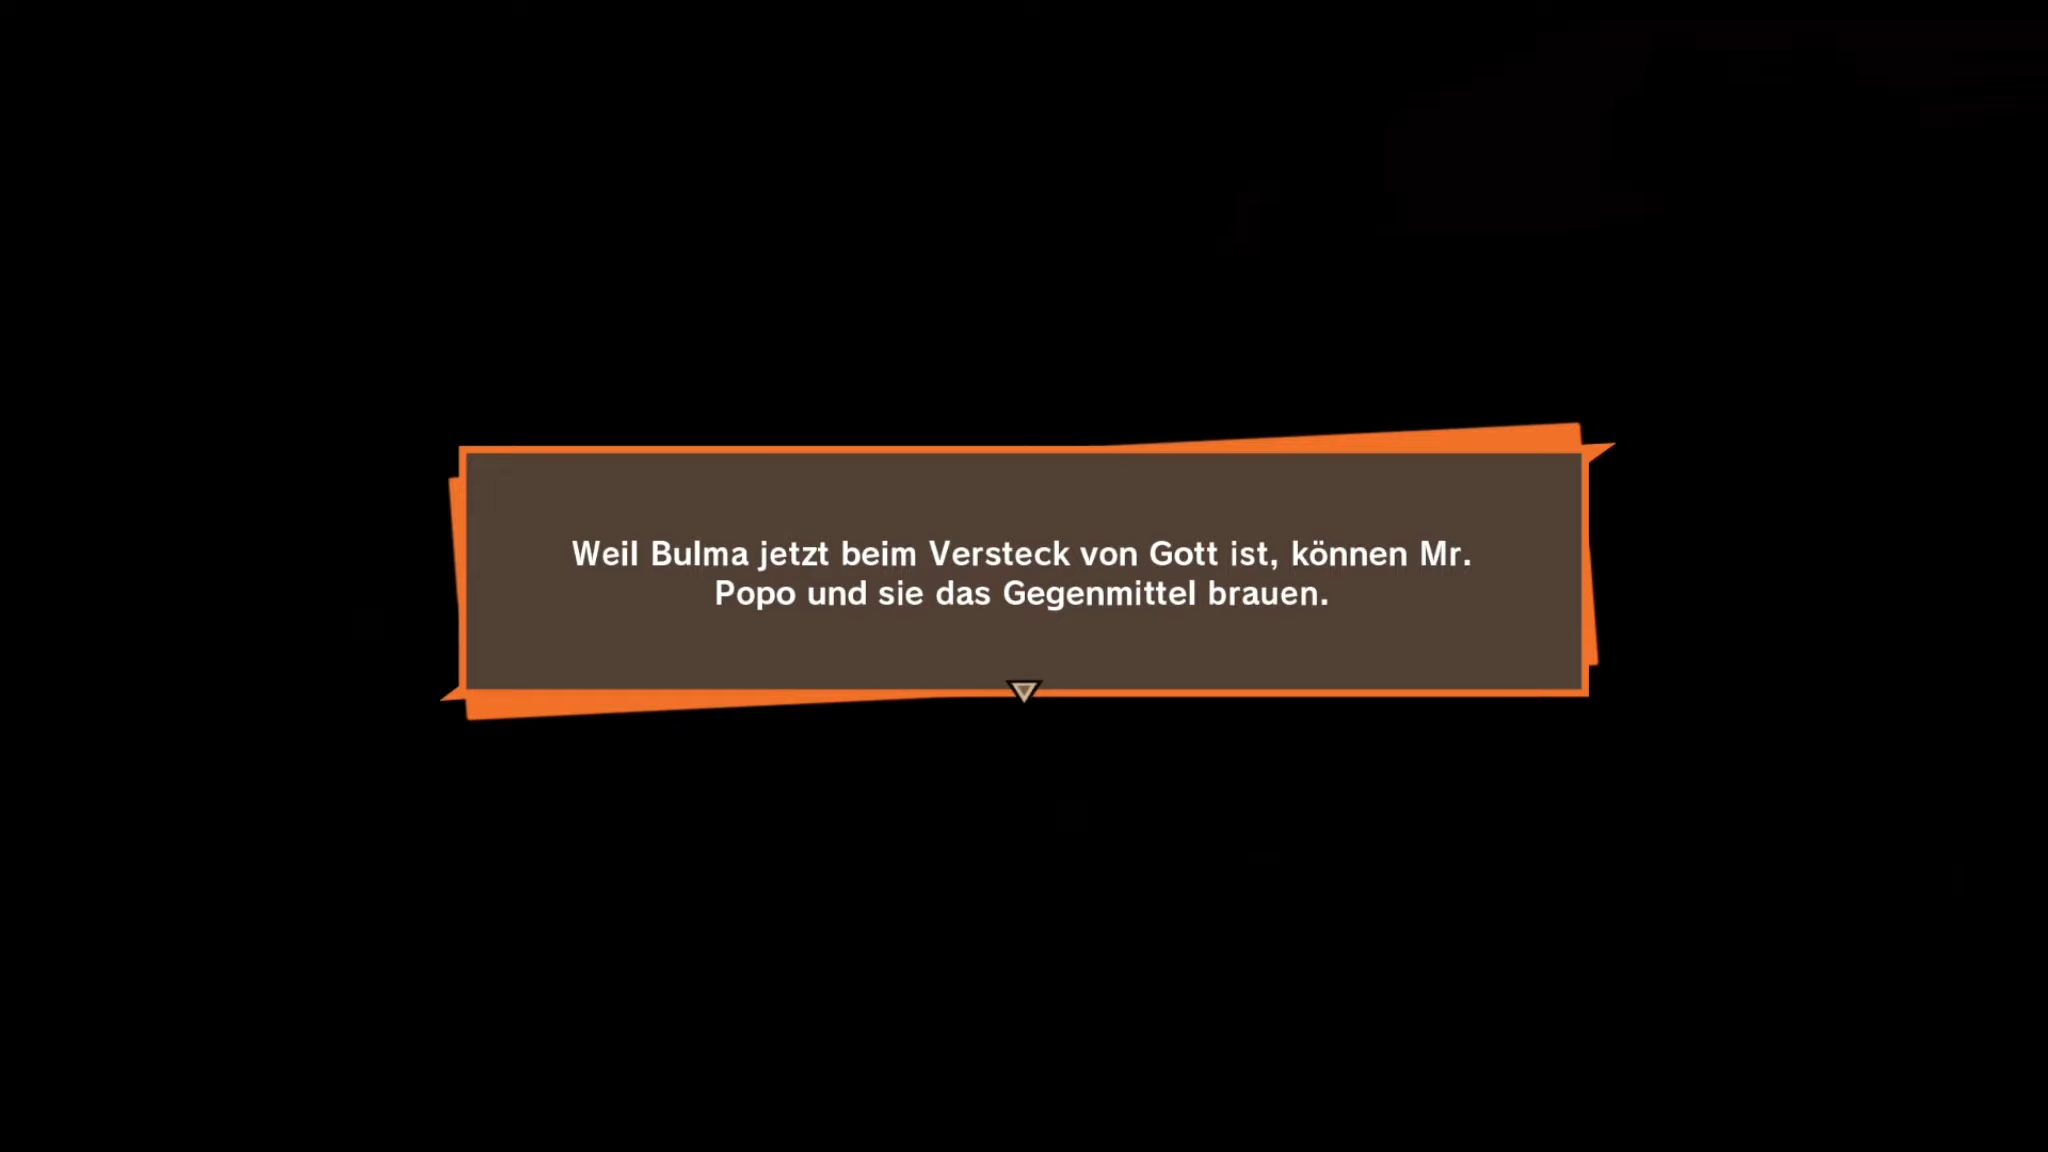 Weil Bulma jetzt beim Versteck von Gott ist, können Mr.
Popo und sie das Gegenmittel brauen.